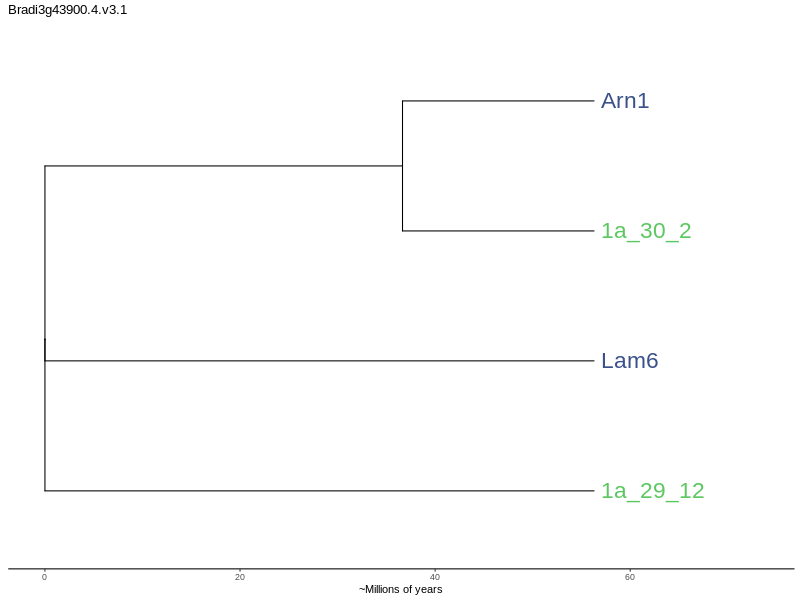 Bradi3g43900.4.v3.1
Arn1
1a_30_2
Lam6
1a_29_12
0 20 40 60
~Millions of years